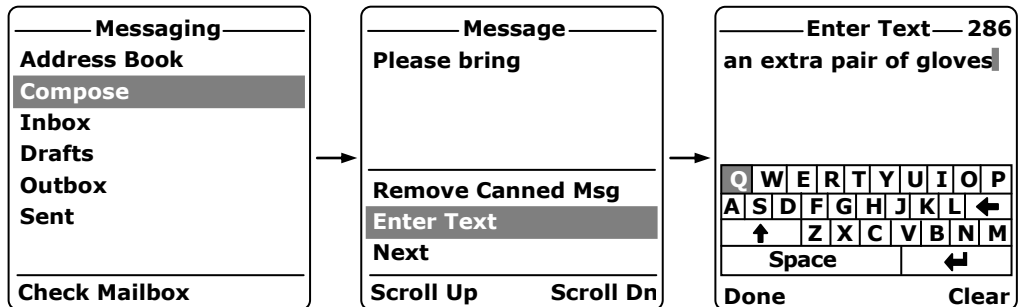 Messaging
Address Book
Compose
Inbox
Drafts
Outbox
Sent
Check Mailbox
Message
Please bring
Remove Canned Msg
Enter Text
Next
Scroll Up Scroll Dn
Enter Text 286
an extra pair of gloves
Q W E R T Y U I O P
A S D F G H J K L ←
↑ Z X C V B N M
Space ↵
Done Clear